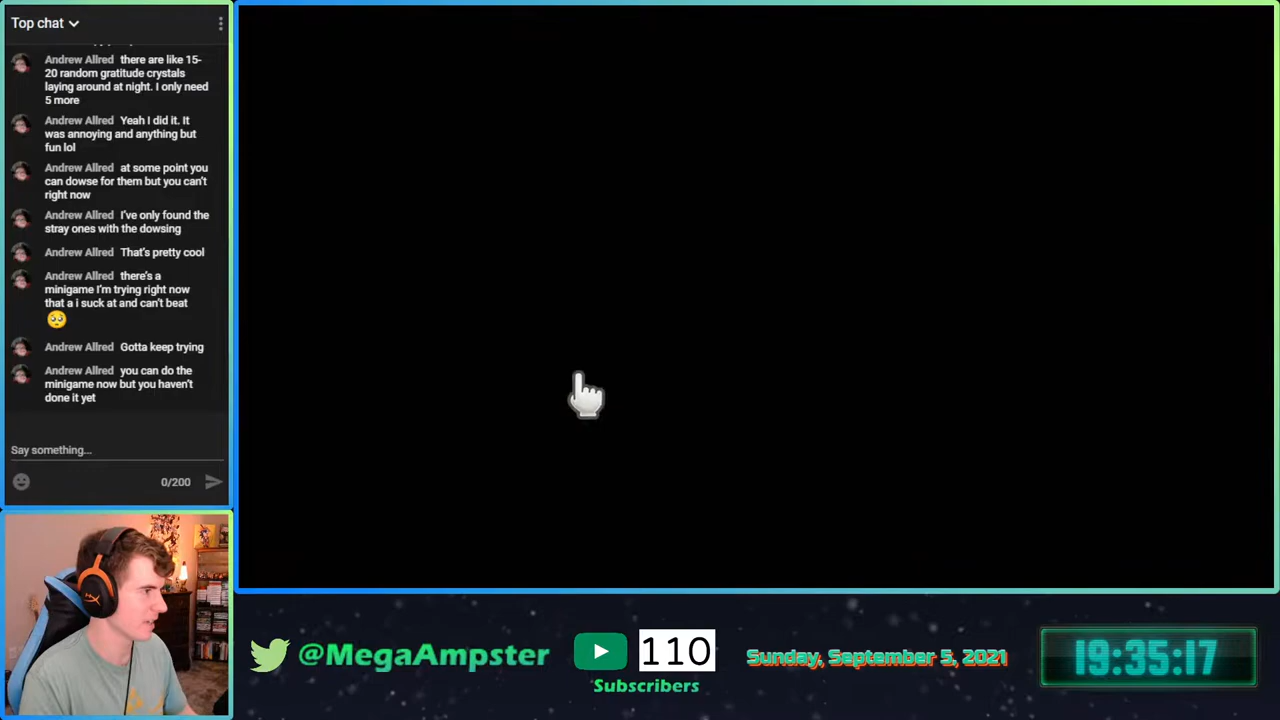 Top chat
Andrew Allred there are like 15-
20 random gratitude crystals
laying around at night. I only need
5 more
Andrew Allred Yeah I did it. It
was annoying and anything but
fun lol
Andrew Allred at some point you
can dowse for them but you can't
right now
Andrew Allred I've only found the
stray ones with the dowsing
Andrew Allred That's pretty cool
Andrew Allred there's a
minigame I'm trying right now
that a i suck at and can't beat
Andrew Allred Gotta keep trying
Andrew Allred you can do the
minigame now but you haven't
done it yet
Say something...
0/200
@MegaAmpster
110
Subscribers
Sunday, September 5, 2021
19:35:17